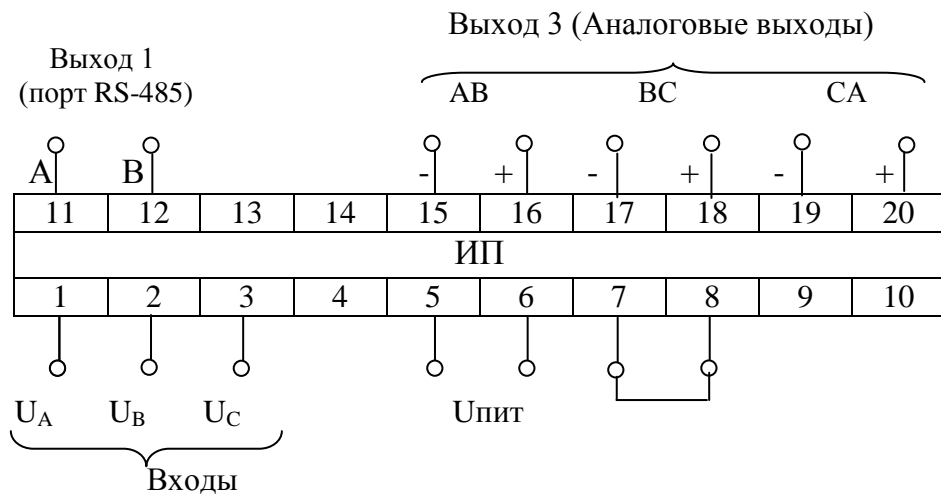 Выход 3 (Аналоговые выходы)
Выход 1
(порт RS-485)
AB BC CA
A B - + - + - +
11 12 13 14 15 16 17 18 19 20
ИП
1 2 3 4 5 6 7 8 9 10
UA UB UC Uпит
Входы